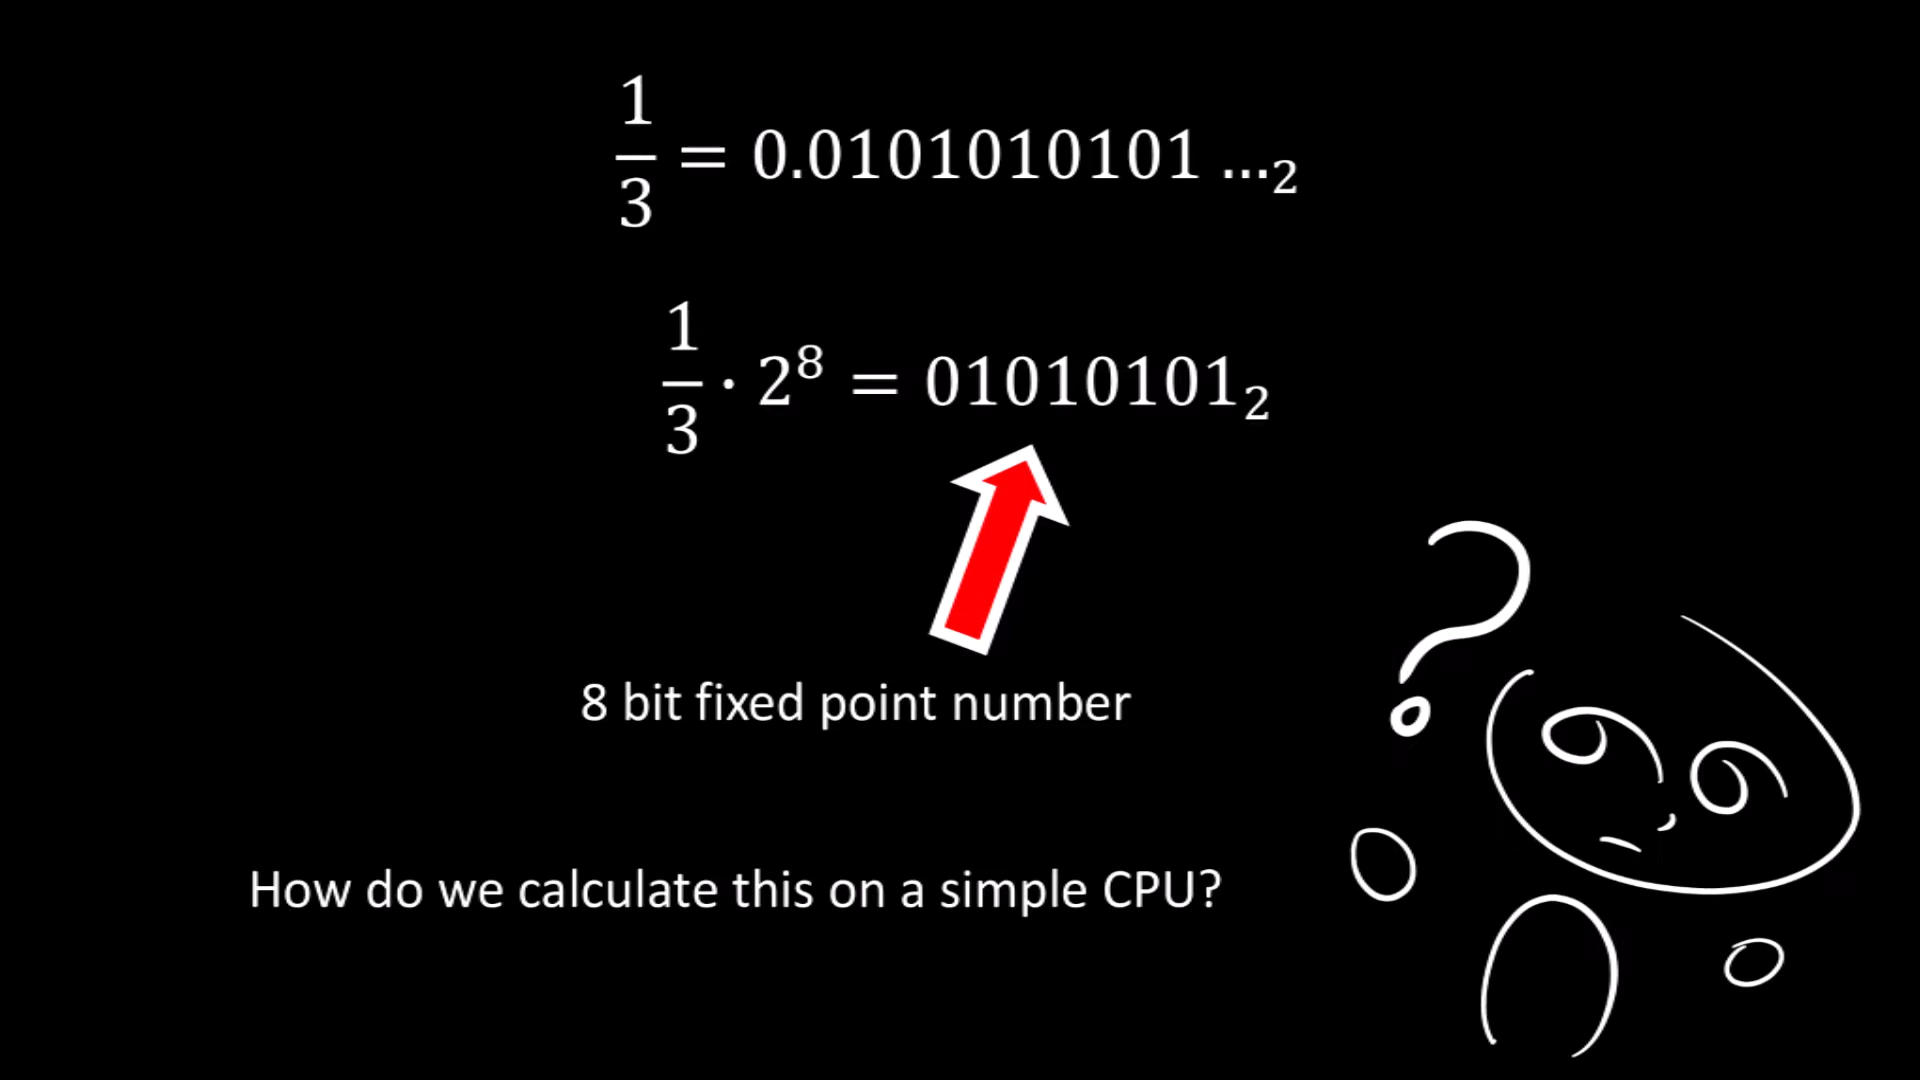 1/3 = 0.0101010101 …₂
1/3 · 2⁸ = 01010101₂
8 bit fixed point number
How do we calculate this on a simple CPU?
?